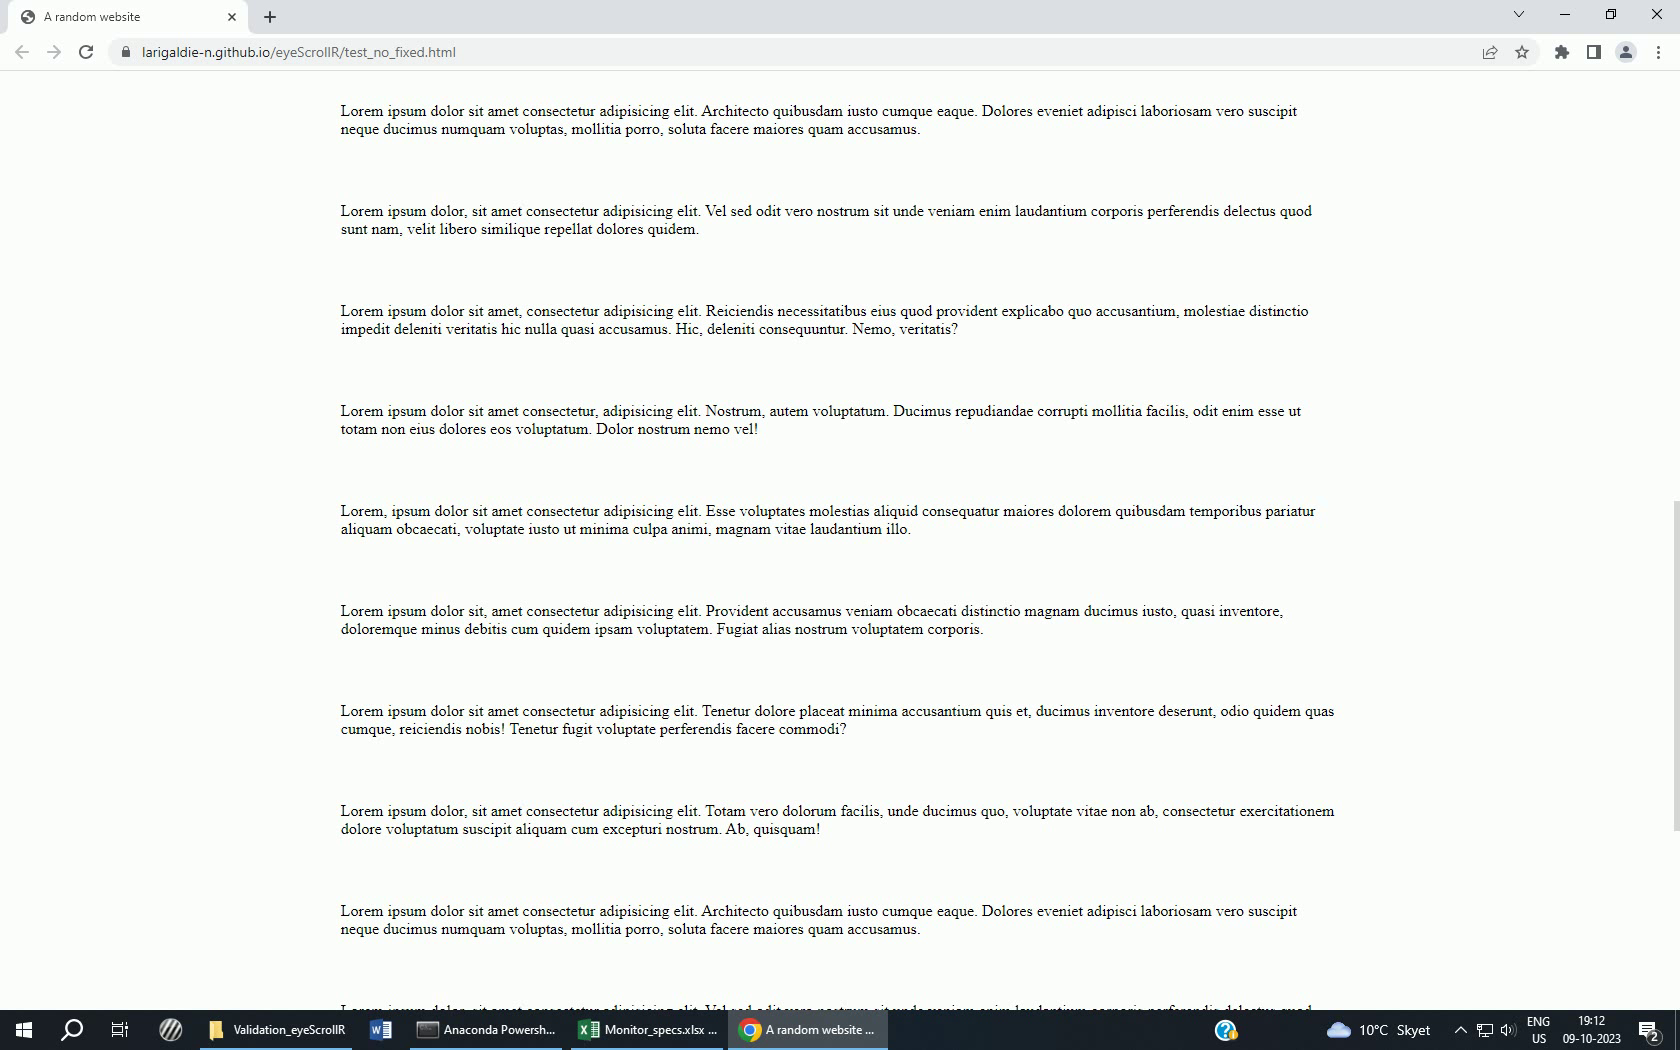 A random website
larigaldie-n.github.io/eyeScrollR/test_no_fixed.html
Lorem ipsum dolor sit amet consectetur adipisicing elit. Architecto quibusdam iusto cumque eaque. Dolores eveniet adipisci laboriosam vero suscipit
neque ducimus numquam voluptas, mollitia porro, soluta facere maiores quam accusamus.
Lorem ipsum dolor, sit amet consectetur adipisicing elit. Vel sed odit vero nostrum sit unde veniam enim laudantium corporis perferendis delectus quod
sunt nam, velit libero similique repellat dolores quidem.
Lorem ipsum dolor sit amet, consectetur adipisicing elit. Reiciendis necessitatibus eius quod provident explicabo quo accusantium, molestiae distinctio
impedit deleniti veritatis hic nulla quasi accusamus. Hic, deleniti consequuntur. Nemo, veritatis?
Lorem ipsum dolor sit amet consectetur, adipisicing elit. Nostrum, autem voluptatum. Ducimus repudiandae corrupti mollitia facilis, odit enim esse ut
totam non eius dolores eos voluptatum. Dolor nostrum nemo vel!
Lorem, ipsum dolor sit amet consectetur adipisicing elit. Esse voluptates molestias aliquid consequatur maiores dolorem quibusdam temporibus pariatur
aliquam obcaecati, voluptate iusto ut minima culpa animi, magnam vitae laudantium illo.
Lorem ipsum dolor sit, amet consectetur adipisicing elit. Provident accusamus veniam obcaecati distinctio magnam ducimus iusto, quasi inventore,
doloremque minus debitis cum quidem ipsam voluptatem. Fugiat alias nostrum voluptatem corporis.
Lorem ipsum dolor sit amet consectetur adipisicing elit. Tenetur dolore placeat minima accusantium quis et, ducimus inventore deserunt, odio quidem quas
cumque, reiciendis nobis! Tenetur fugit voluptate perferendis facere commodi?
Lorem ipsum dolor, sit amet consectetur adipisicing elit. Totam vero dolorum facilis, unde ducimus quo, voluptate vitae non ab, consectetur exercitationem
dolore voluptatum suscipit aliquam cum excepturi nostrum. Ab, quisquam!
Lorem ipsum dolor sit amet consectetur adipisicing elit. Architecto quibusdam iusto cumque eaque. Dolores eveniet adipisci laboriosam vero suscipit
neque ducimus numquam voluptas, mollitia porro, soluta facere maiores quam accusamus.
Validation_eyeScrollR Anaconda Powersh... Monitor_specs.xlsx ... A random website ... 10°C Skyet ENG 19:12
US 09-10-2023 2